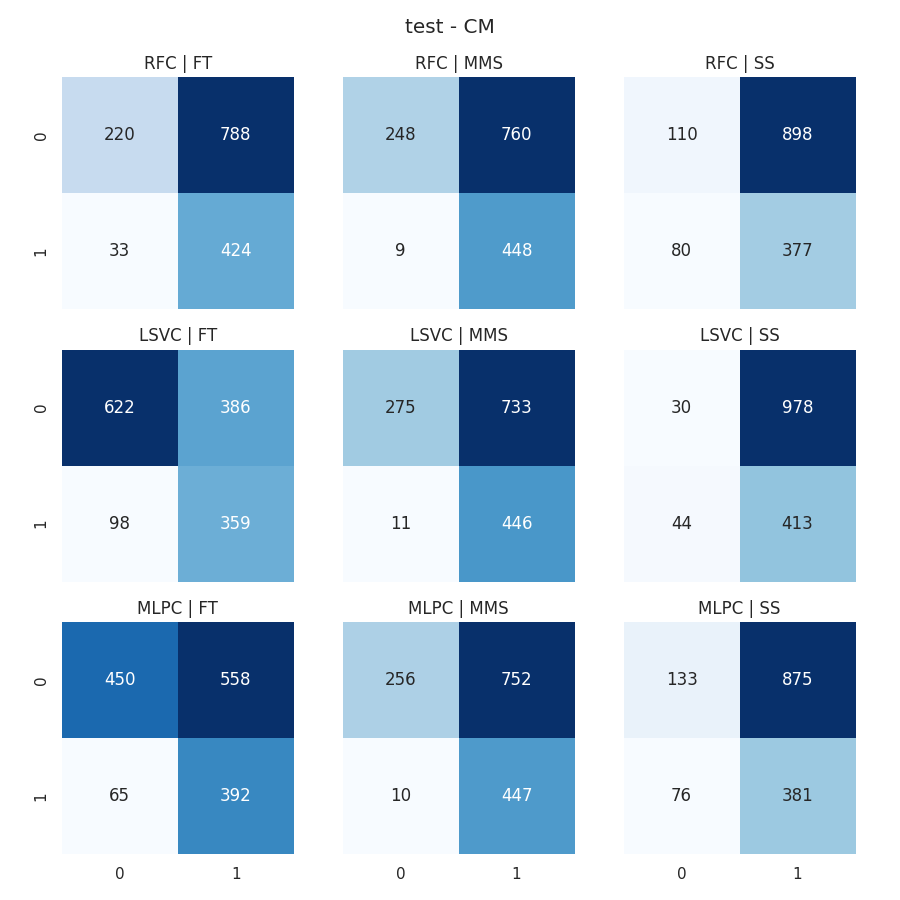 test - CM
RFC | FT RFC | MMS RFC | SS
0 220 788 248 760 110 898
1 33 424 9 448 80 377
LSVC | FT LSVC | MMS LSVC | SS
0 622 386 275 733 30 978
1 98 359 11 446 44 413
MLPC | FT MLPC | MMS MLPC | SS
0 450 558 256 752 133 875
1 65 392 10 447 76 381
0 1 0 1 0 1